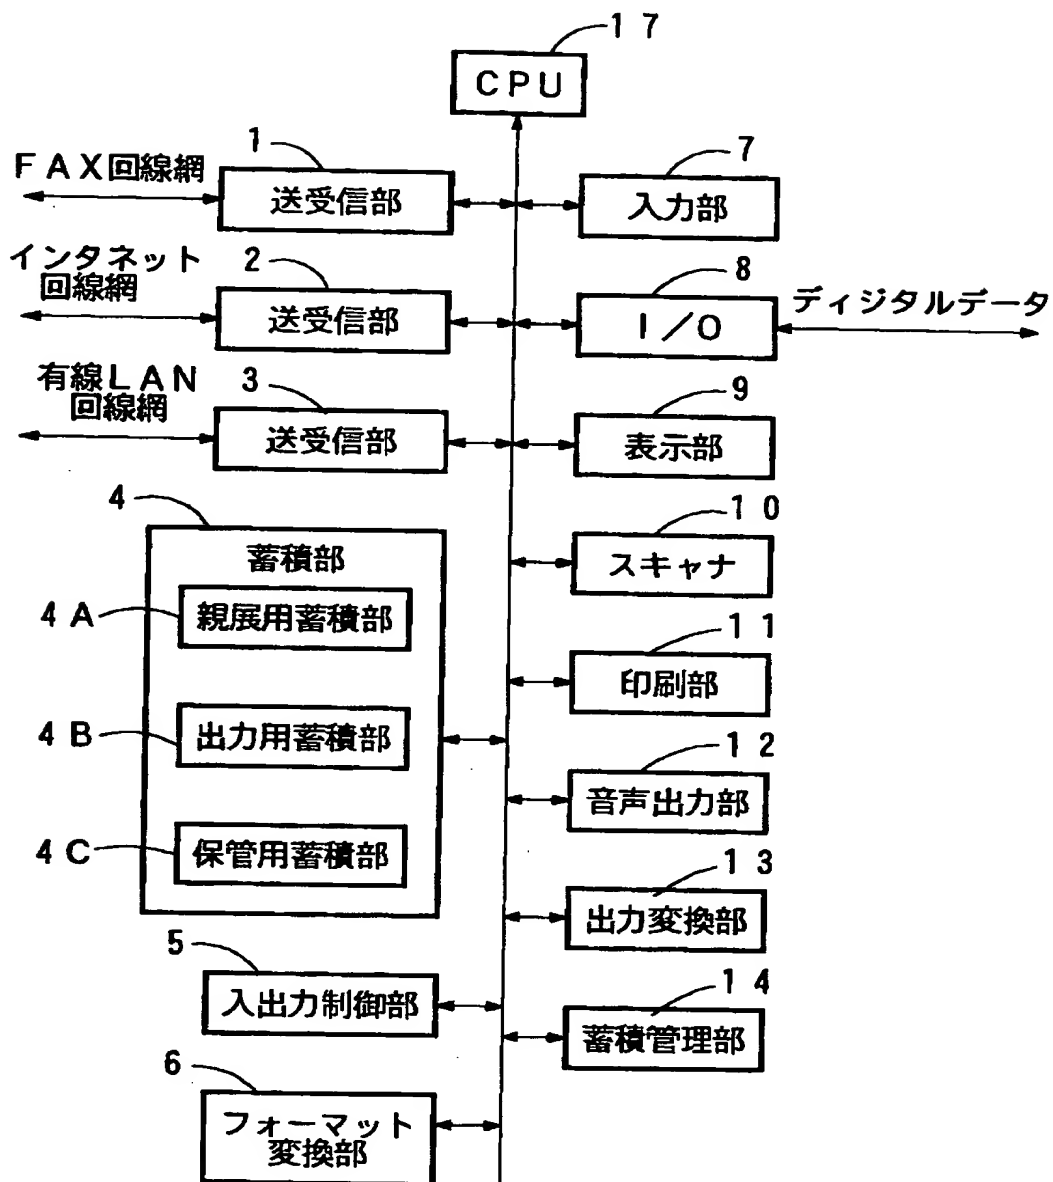 17
CPU
1
FAX回線網
送受信部
7
入力部
インタネット
回線網
2
送受信部
8
I/O
ディジタルデータ
有線LAN
回線網
3
送受信部
9
表示部
4
蓄積部
10
スキャナ
4A
親展用蓄積部
11
印刷部
4B
出力用蓄積部
12
音声出力部
4C
保管用蓄積部
13
出力変換部
5
入出力制御部
14
蓄積管理部
6
フォーマット
変換部